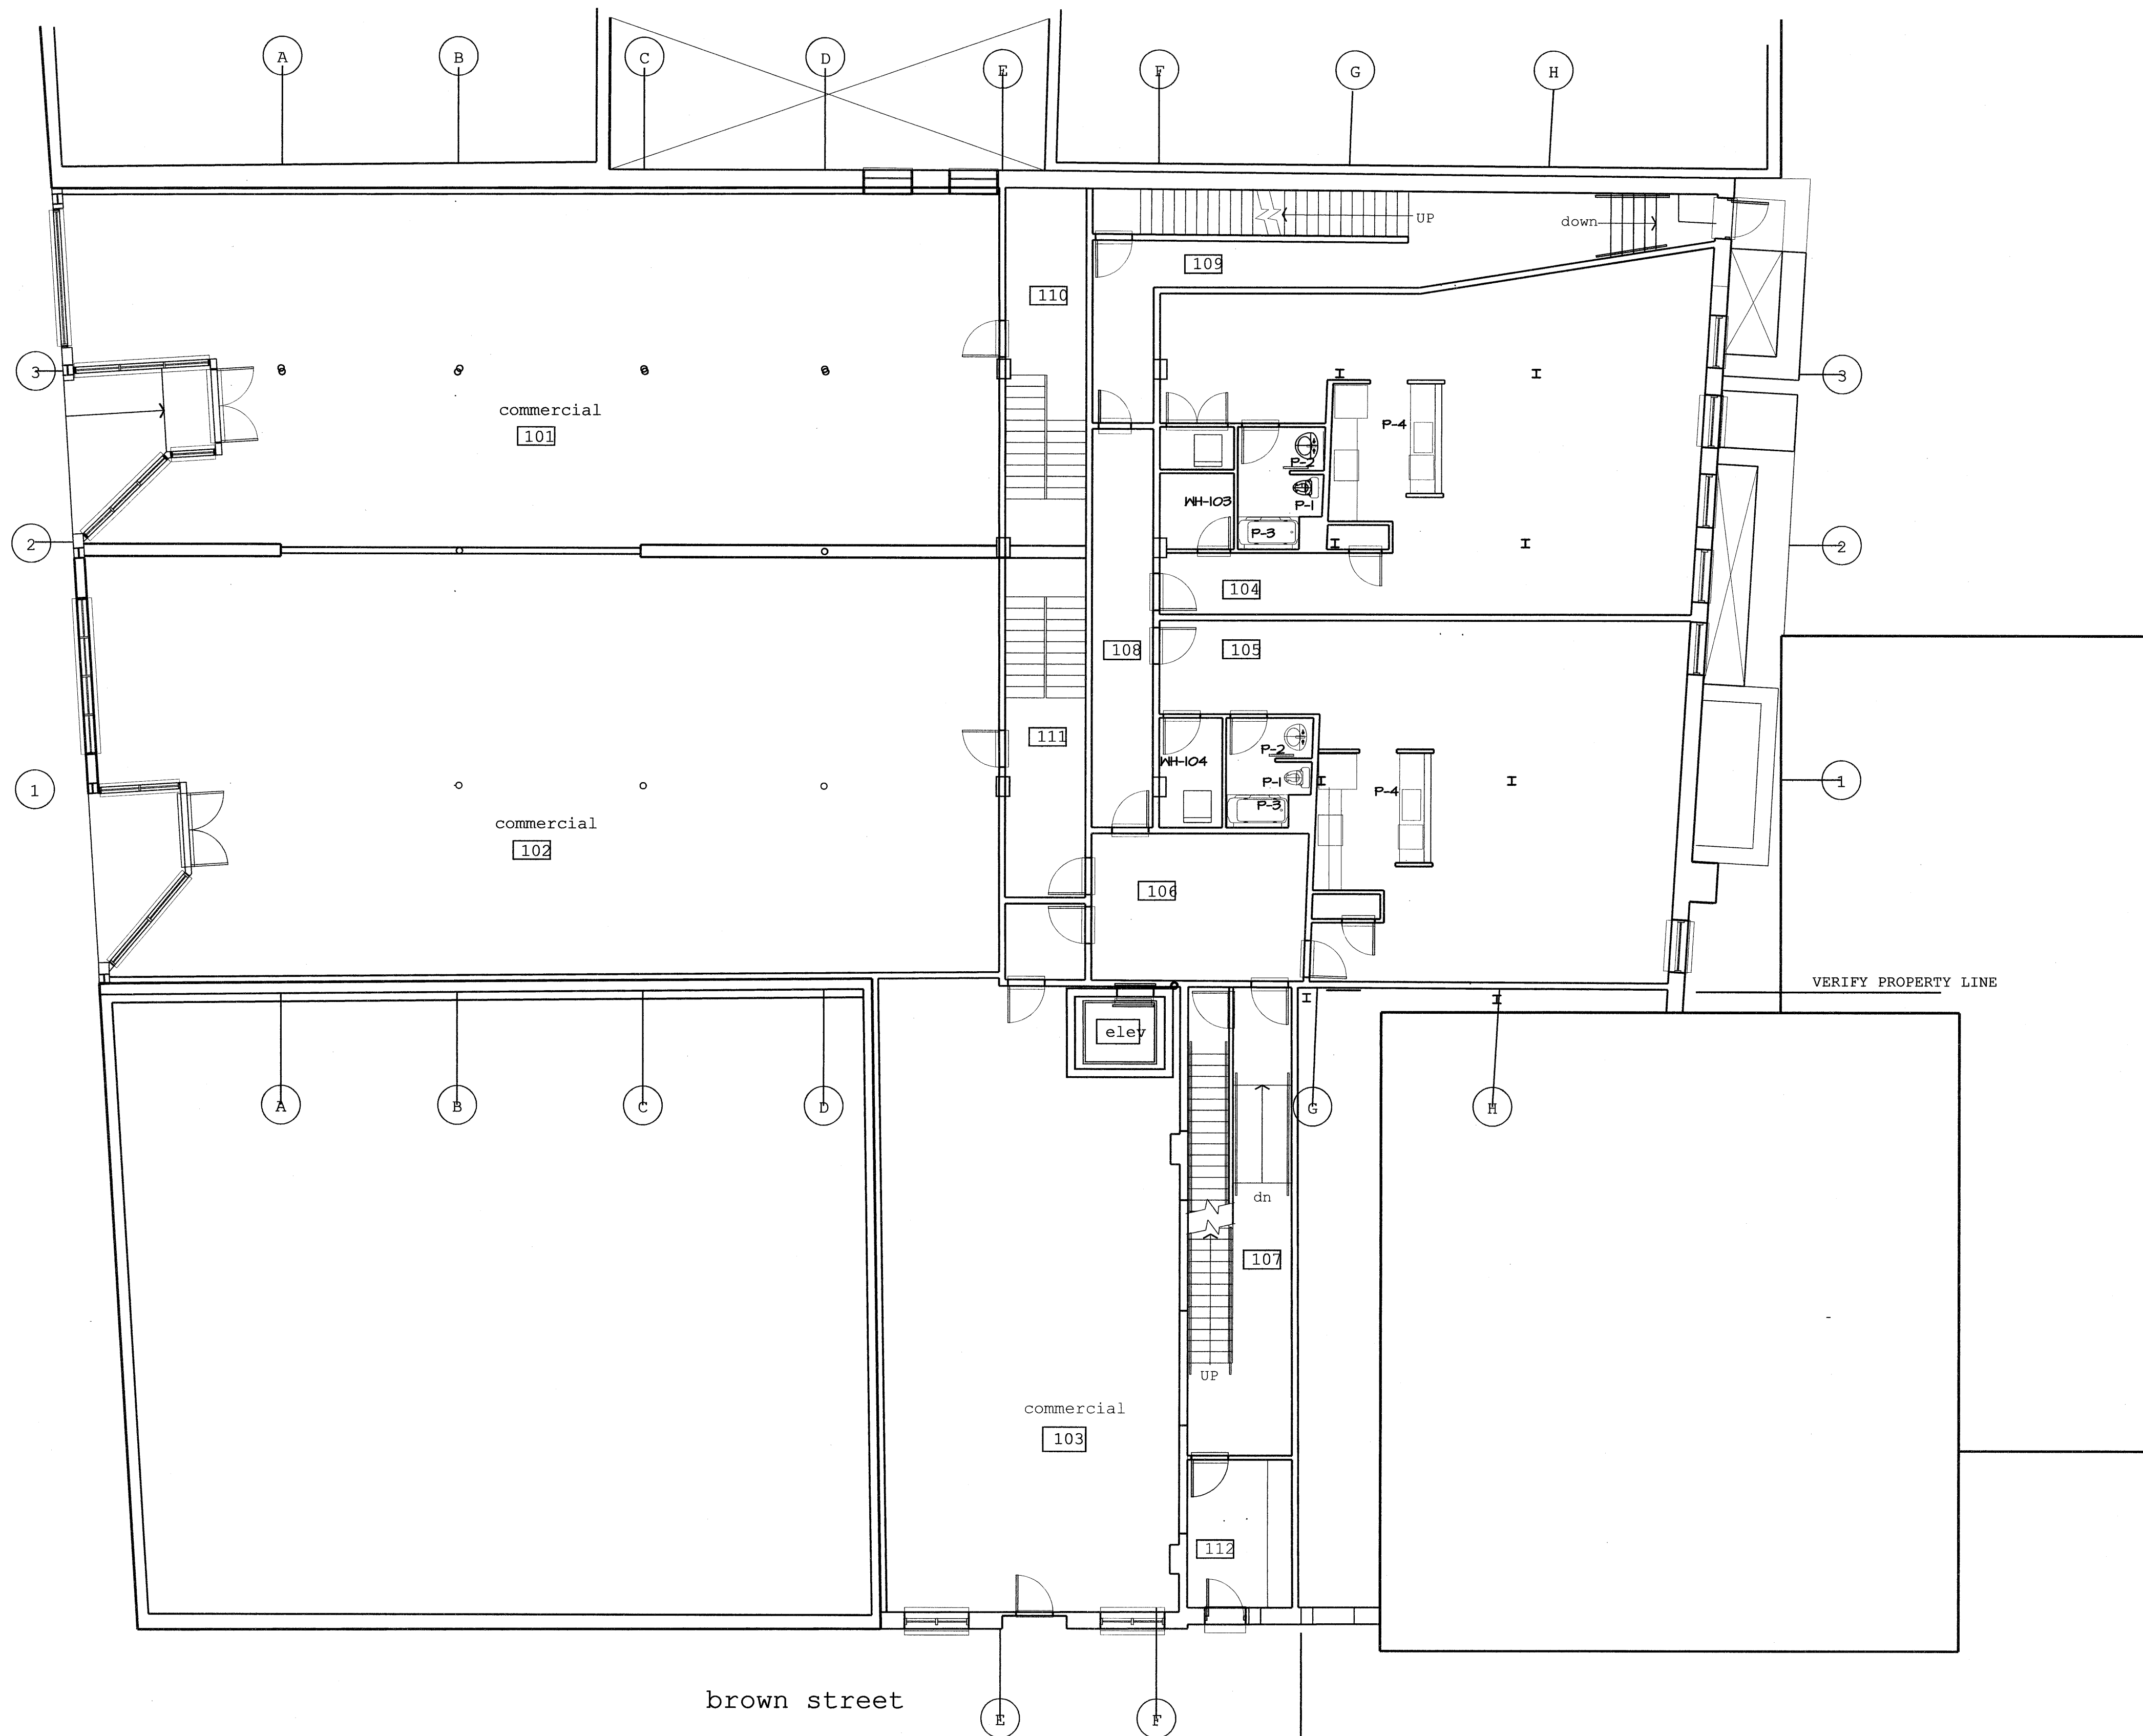 A B C D E F G H
UP
down
109
110
3
3
commercial
101
P-4
P-2
WH-103
P-1
P-3
2
2
104
108
105
111
P-2
WH-104
P-1
P-4
P-3
1
1
commercial
102
106
VERIFY PROPERTY LINE
elev
A B C D G H
dn
107
UP
commercial
103
112
brown street
E F